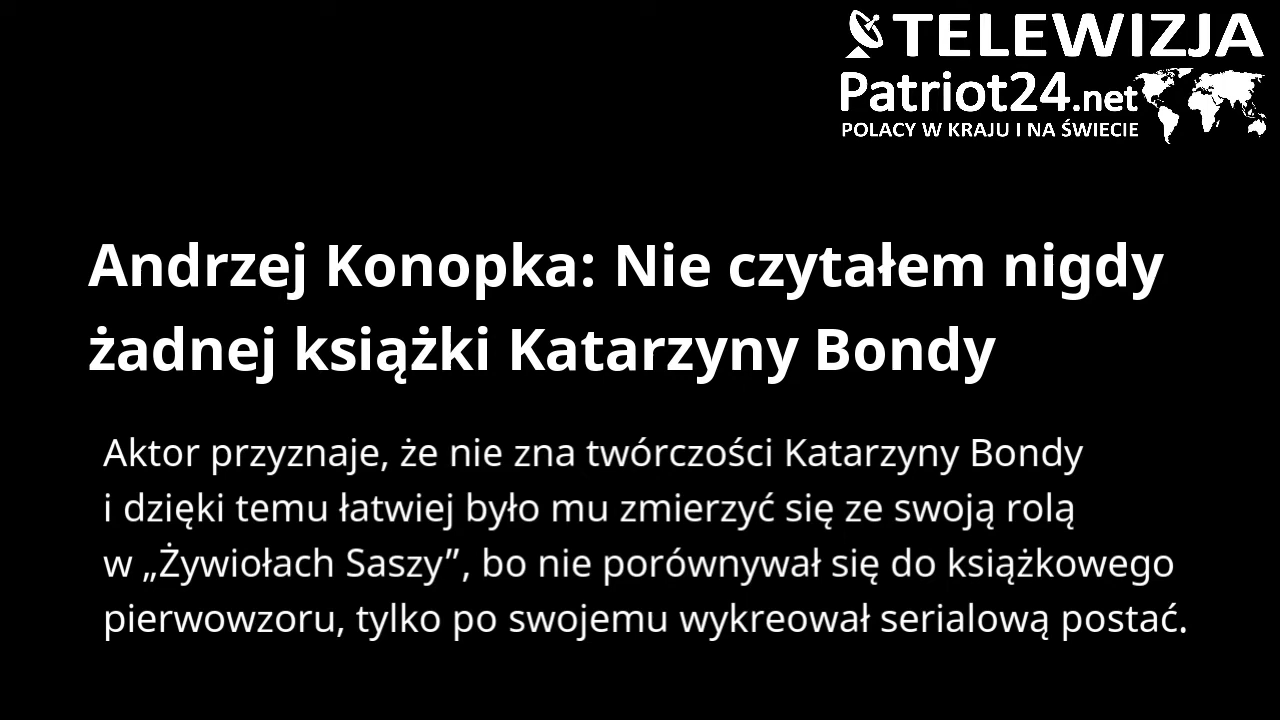 TELEWIZJA
Patriot24.net
POLACY W KRAJU I NA ŚWIECIE
Andrzej Konopka: Nie czytałem nigdy
żadnej książki Katarzyny Bondy
Aktor przyznaje, że nie zna twórczości Katarzyny Bondy
i dzięki temu łatwiej było mu zmierzyć się ze swoją rolą
w „Żywiołach Saszy”, bo nie porównywał się do książkowego
pierwowzoru, tylko po swojemu wykreował serialową postać.